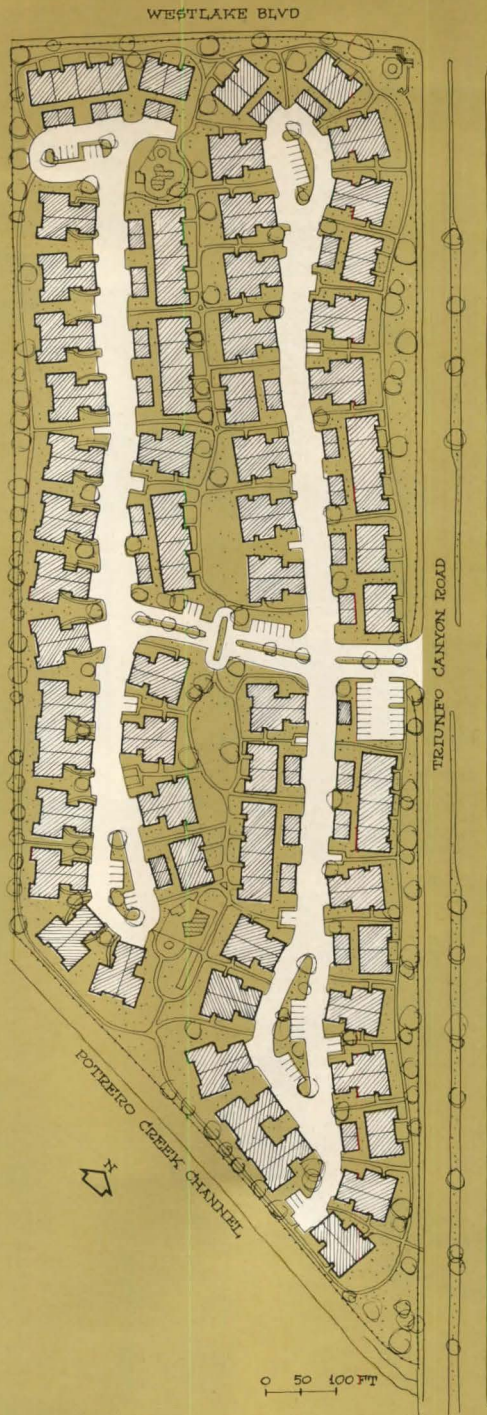 WESTLAKE BLVD
TRIUNFO CANYON ROAD
POTRERO CREEK CHANNEL
N
0 50 100 FT